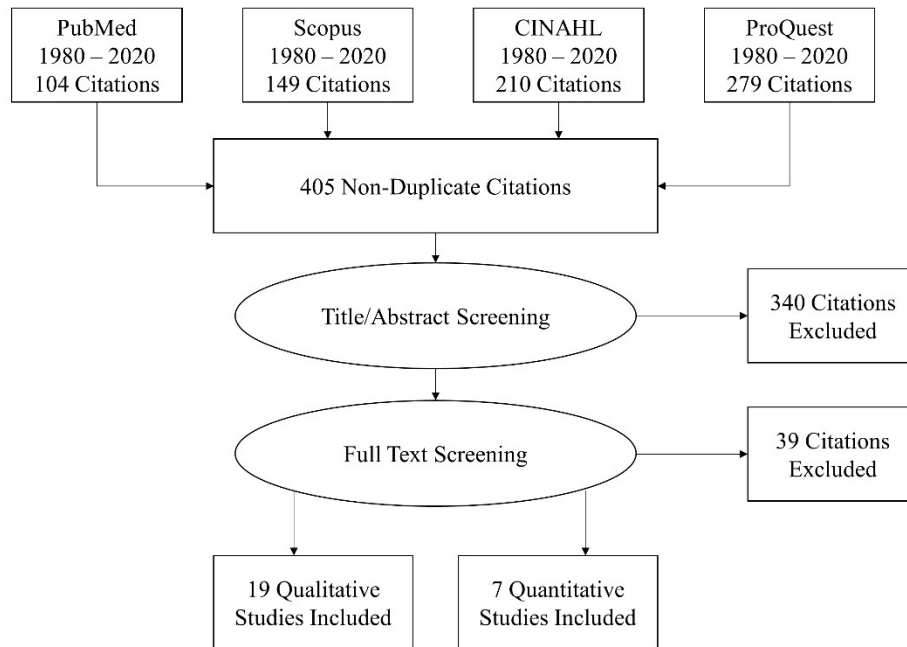 PubMed
1980 – 2020
104 Citations
Scopus
1980 – 2020
149 Citations
CINAHL
1980 – 2020
210 Citations
ProQuest
1980 – 2020
279 Citations
405 Non-Duplicate Citations
Title/Abstract Screening
340 Citations
Excluded
Full Text Screening
39 Citations
Excluded
19 Qualitative
Studies Included
7 Quantitative
Studies Included